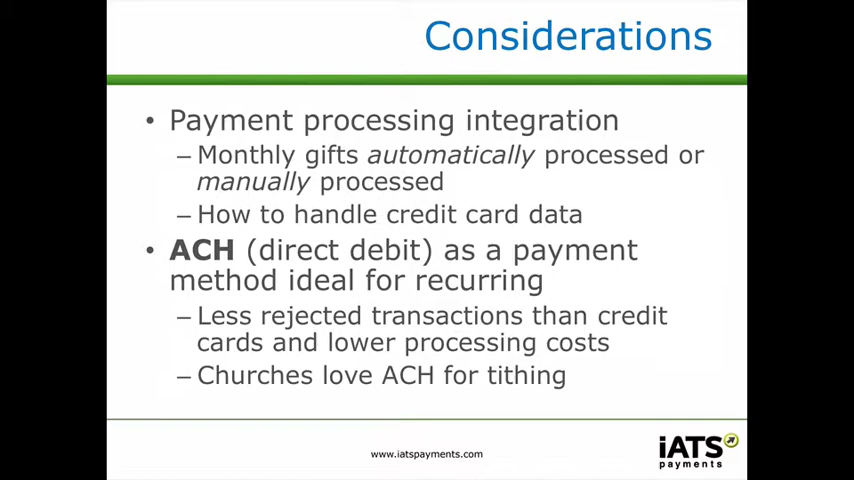 Considerations
• Payment processing integration
– Monthly gifts automatically processed or
manually processed
– How to handle credit card data
• ACH (direct debit) as a payment
method ideal for recurring
– Less rejected transactions than credit
cards and lower processing costs
– Churches love ACH for tithing
www.iatspayments.com
iATS
payments